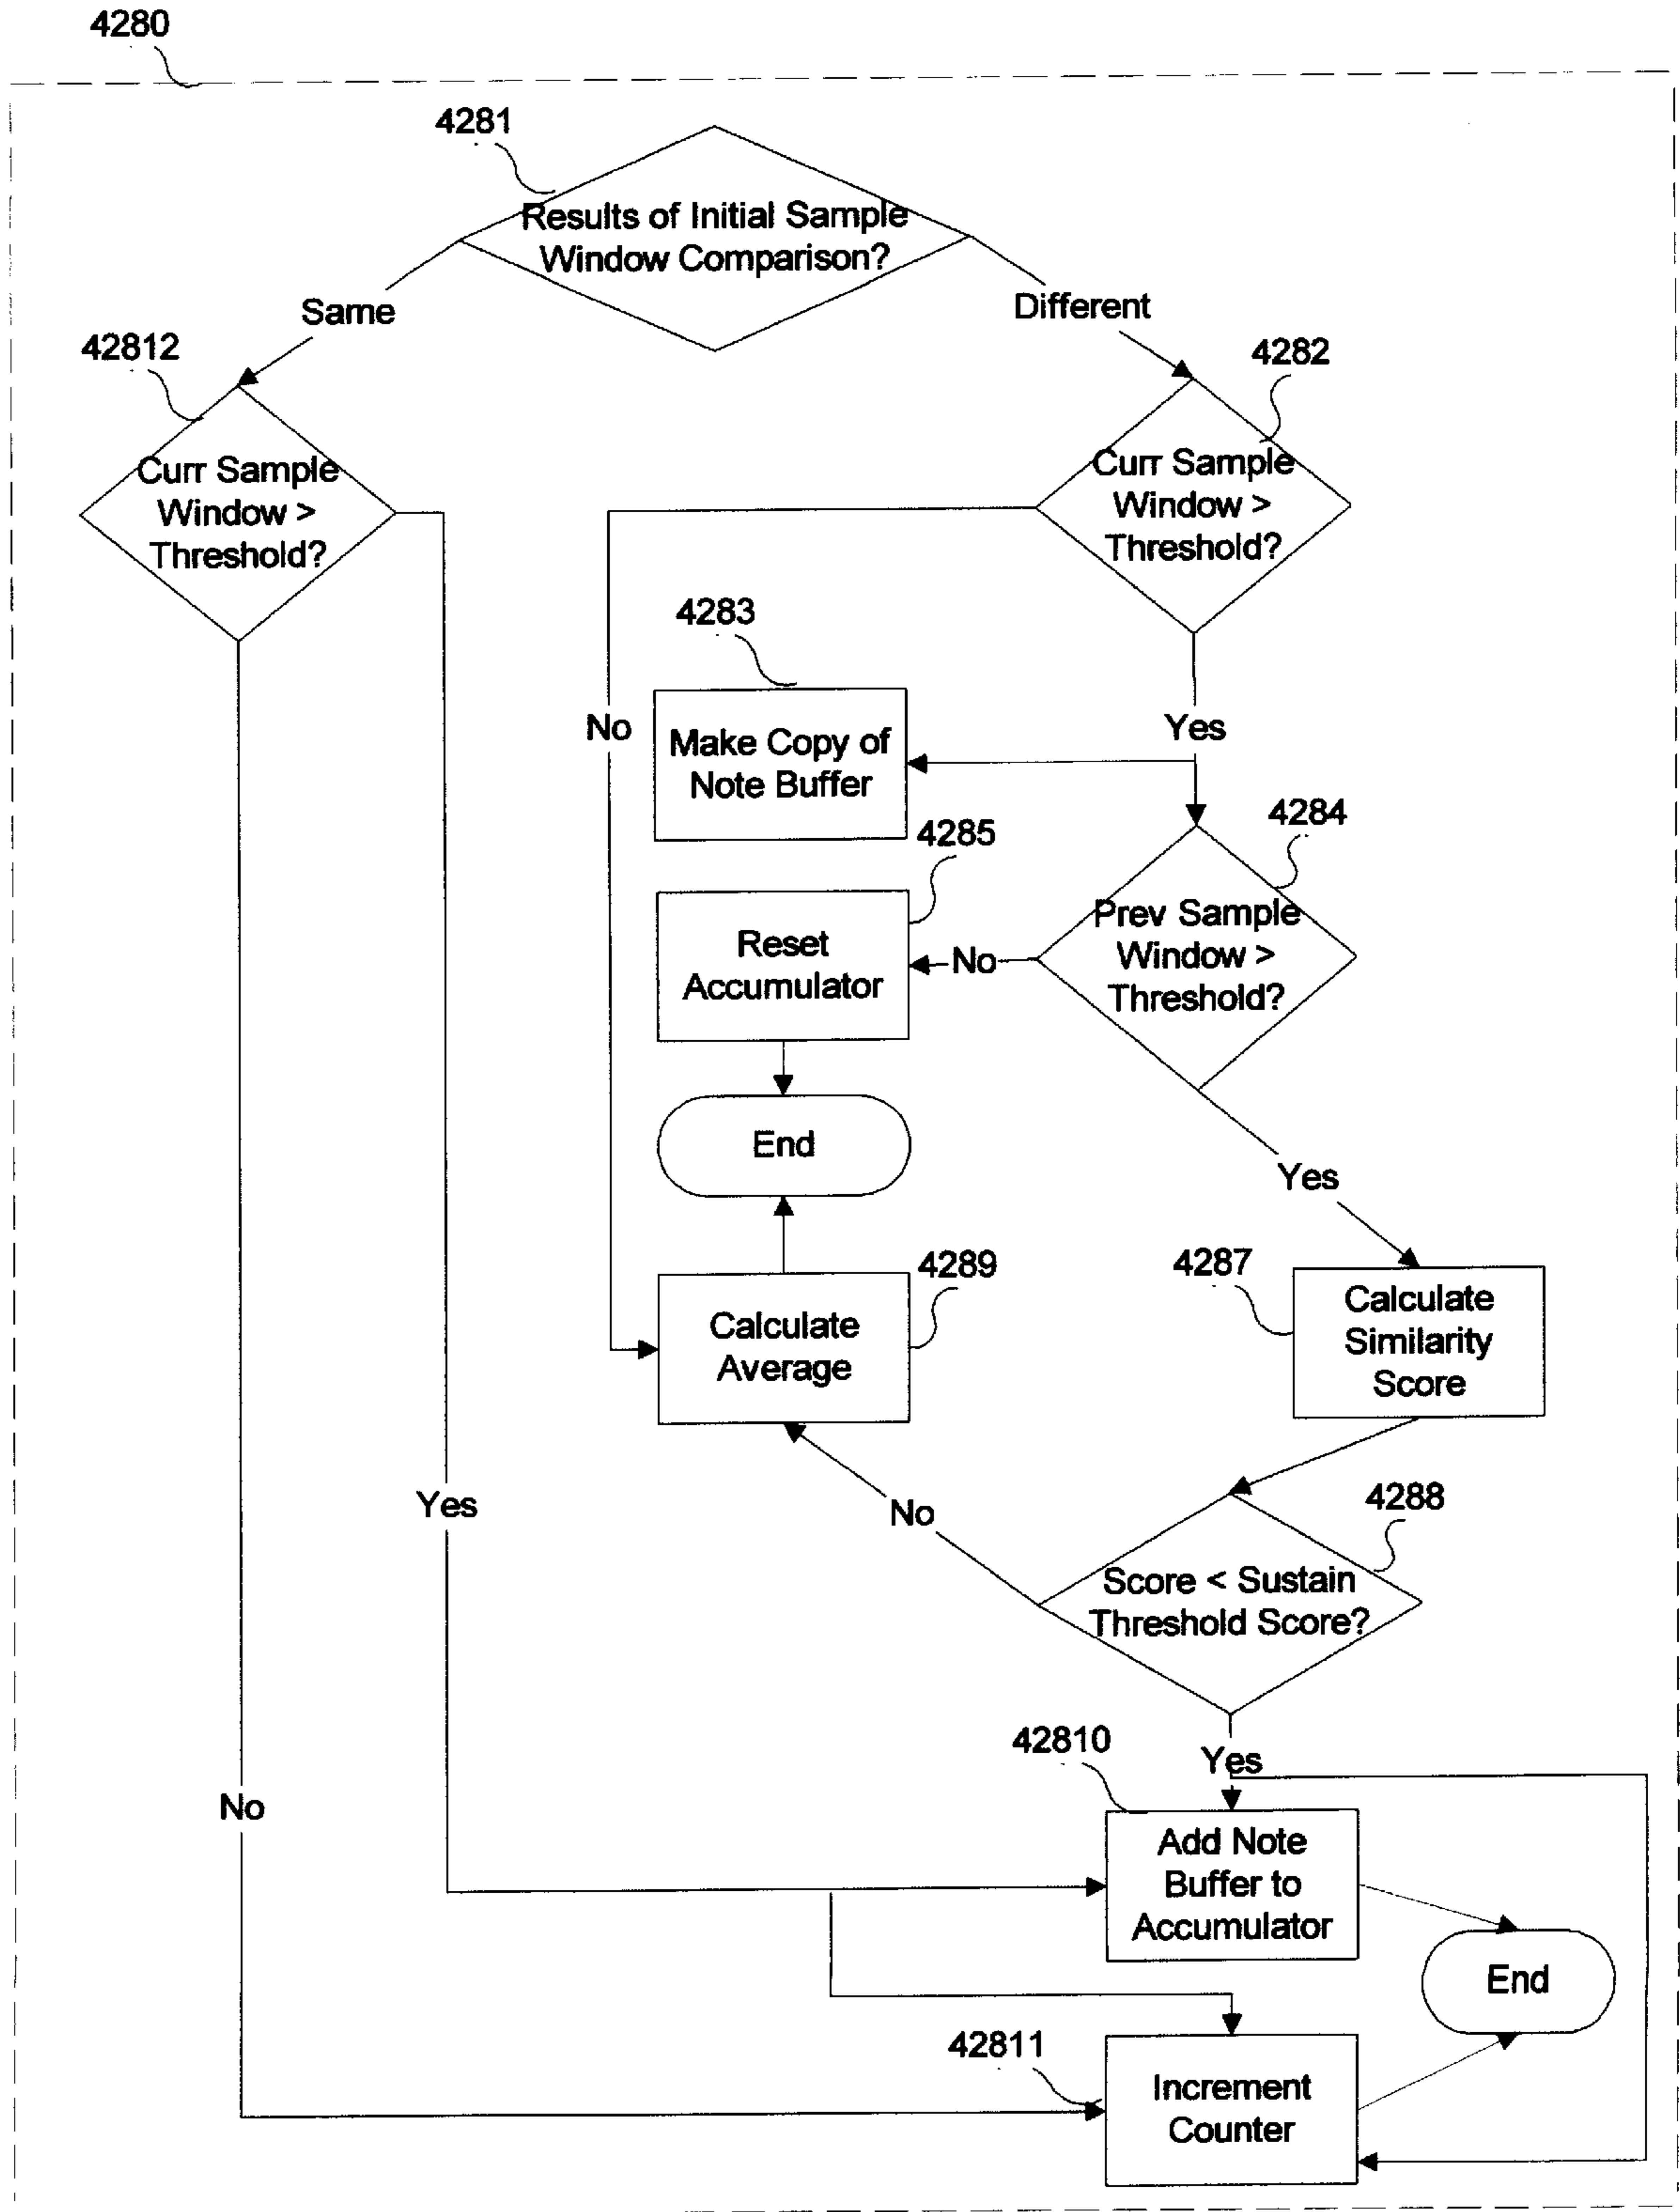 4280
4281
Results of Initial Sample
Window Comparison?
Same
Different
42812
4282
Curr Sample
Window >
Threshold?
Curr Sample
Window >
Threshold?
4283
No
Make Copy of
Note Buffer
Yes
4285
4284
Reset
Accumulator
No
Prev Sample
Window >
Threshold?
End
Yes
4289
4287
Calculate
Average
Calculate
Similarity
Score
Yes
No
4288
Score < Sustain
Threshold Score?
42810
Yes
No
Add Note
Buffer to
Accumulator
End
42811
Increment
Counter